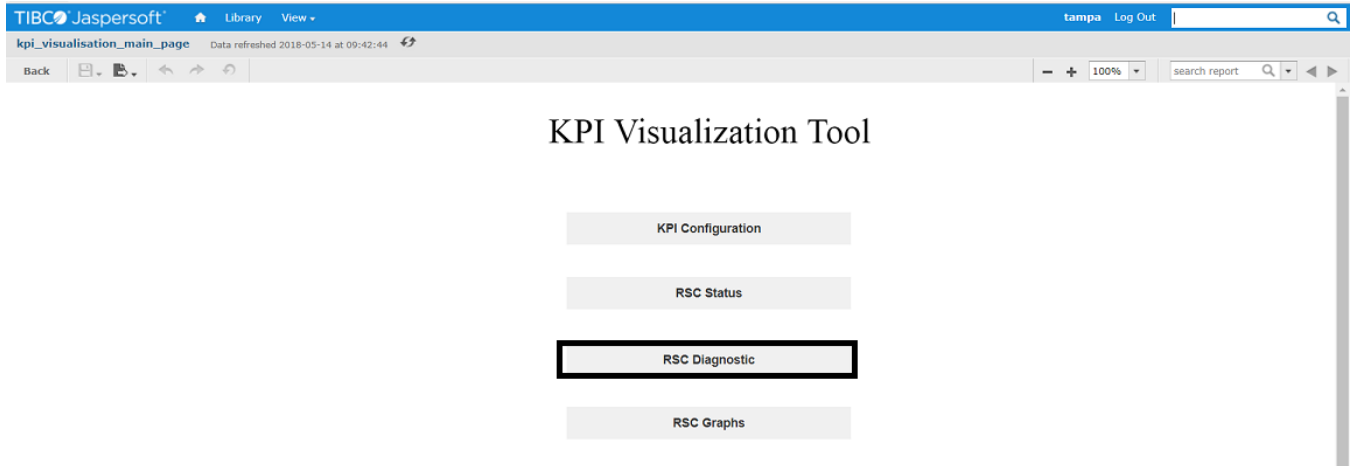 TIBCO Jaspersoft Library View tampa Log Out
kpi_visualisation_main_page Data refreshed 2018-05-14 at 09:42:44
Back 100% search report
KPI Visualization Tool
KPI Configuration
RSC Status
RSC Diagnostic
RSC Graphs